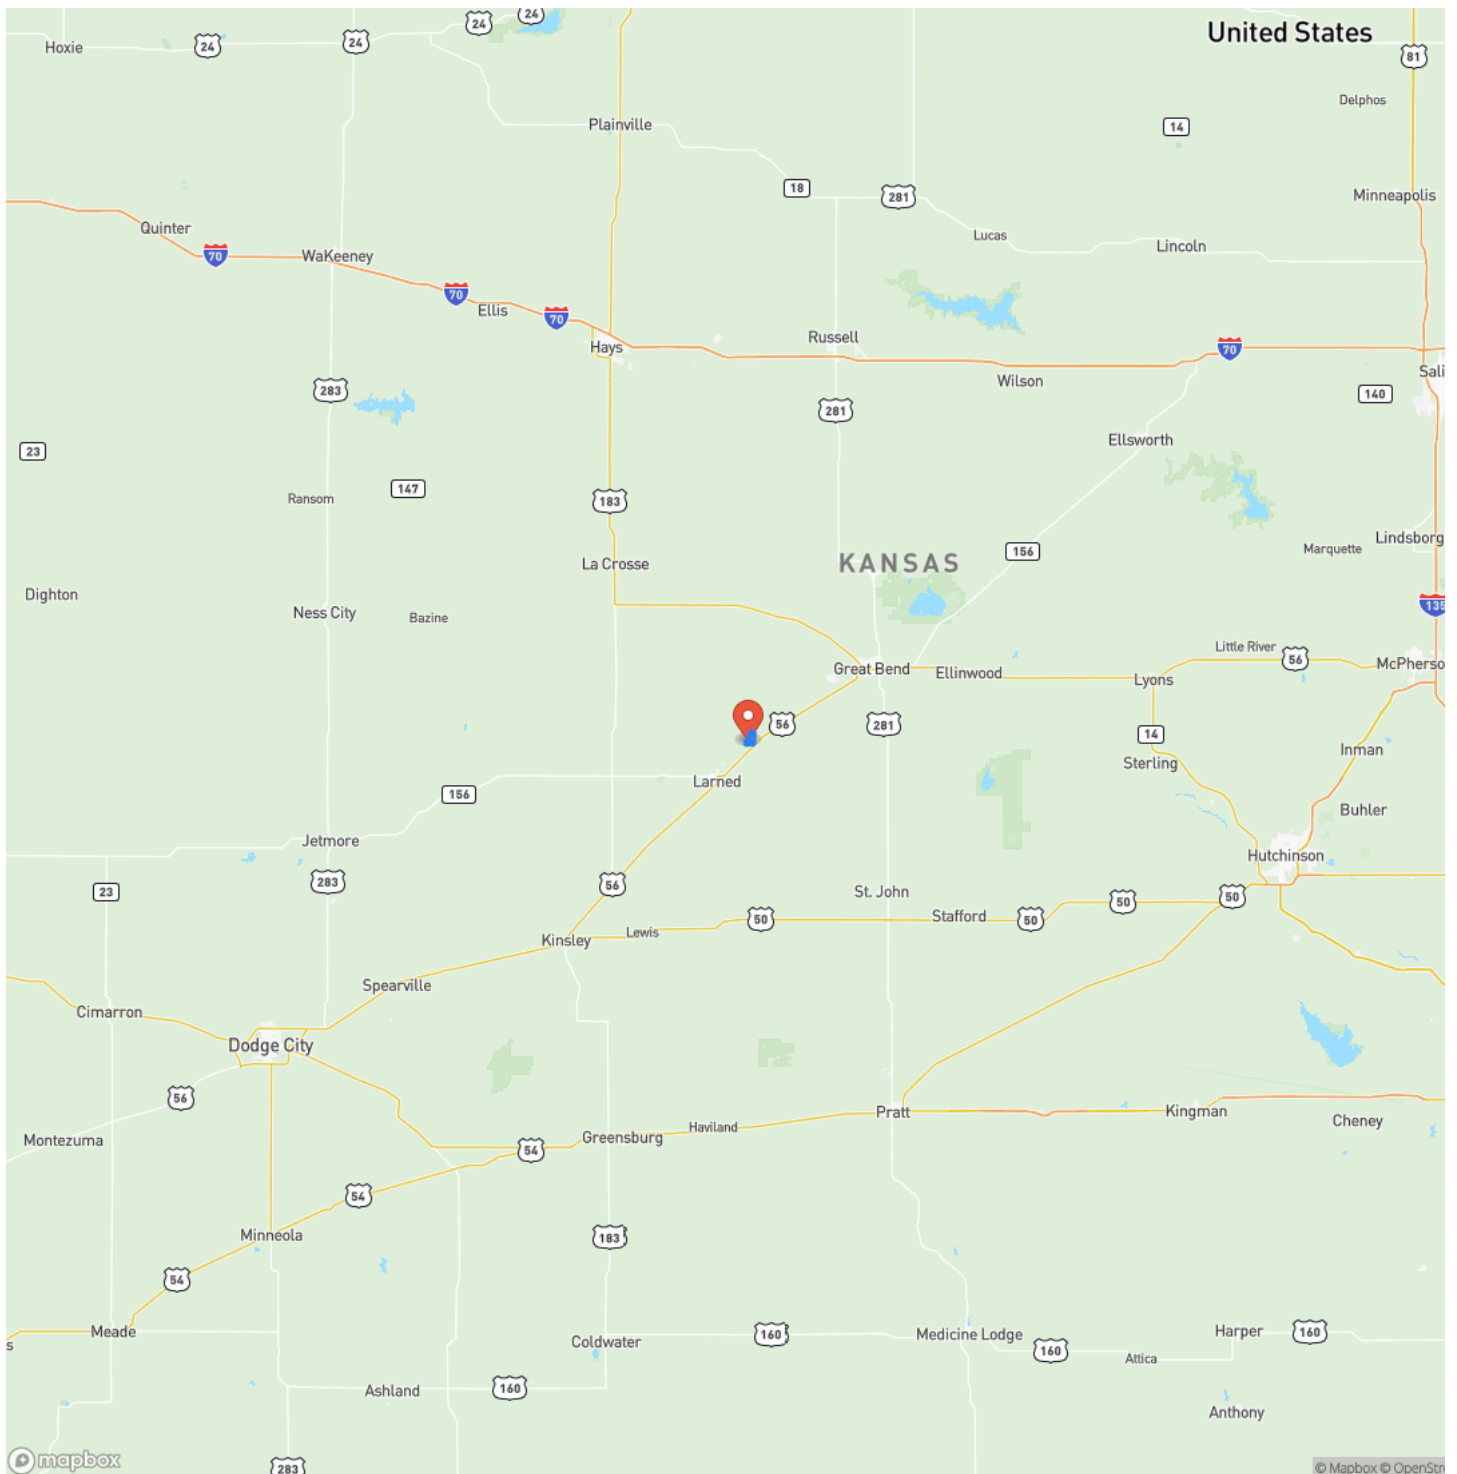 24
24
24
24
United States
Hoxie
81
Delphos
Plainville
14
18
281
Minneapolis
Quinter
Lucas
Lincoln
70
WaKeeney
70
Ellis
70
Hays
Russell
70
Wilson
Sali
283
140
281
Ellsworth
23
147
Ransom
183
Lindsborg
Marquette
156
KANSAS
La Crosse
Dighton
135
Ness City
Bazine
Little River
56
McPherso
Great Bend
Ellinwood
Lyons
56
281
14
Inman
Sterling
Larned
156
Buhler
Jetmore
Hutchinson
283
56
23
St. John
50
50
50
50
Stafford
Lewis
Kinsley
Spearville
Cimarron
Dodge City
56
Pratt
Kingman
Montezuma
Haviland
Cheney
Greensburg
54
54
Minneola
183
54
Meade
160
Medicine Lodge
Harper
160
s
Coldwater
160
Attica
Ashland
160
Anthony
mapbox
283
© Mapbox © OpenStre